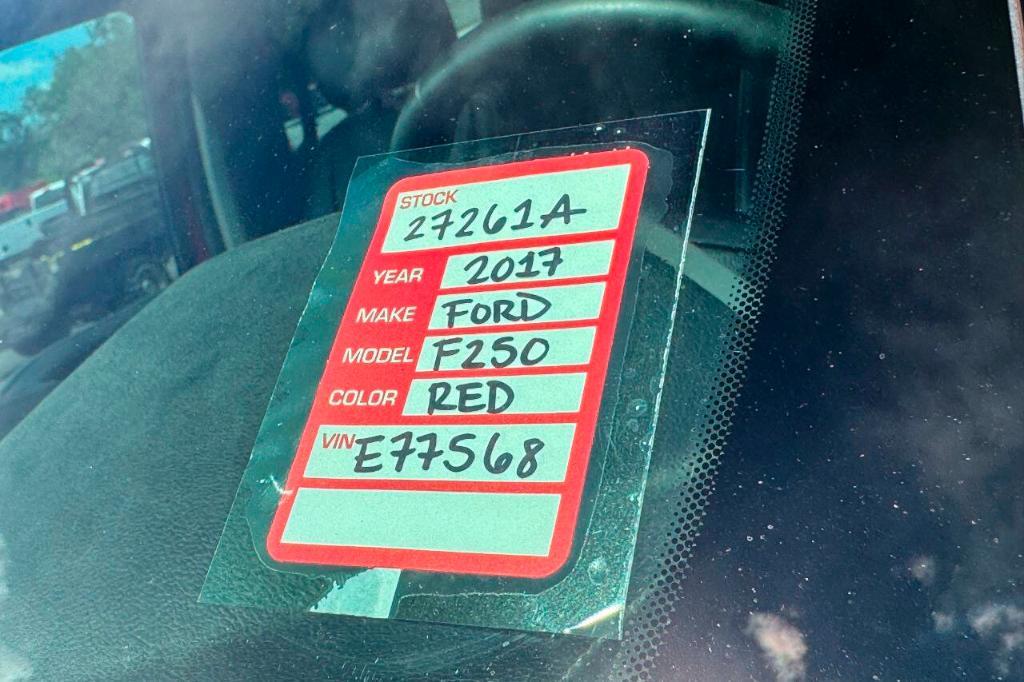 STOCK
27261A
YEAR 2017
MAKE FORD
MODEL F250
COLOR RED
VIN E77568